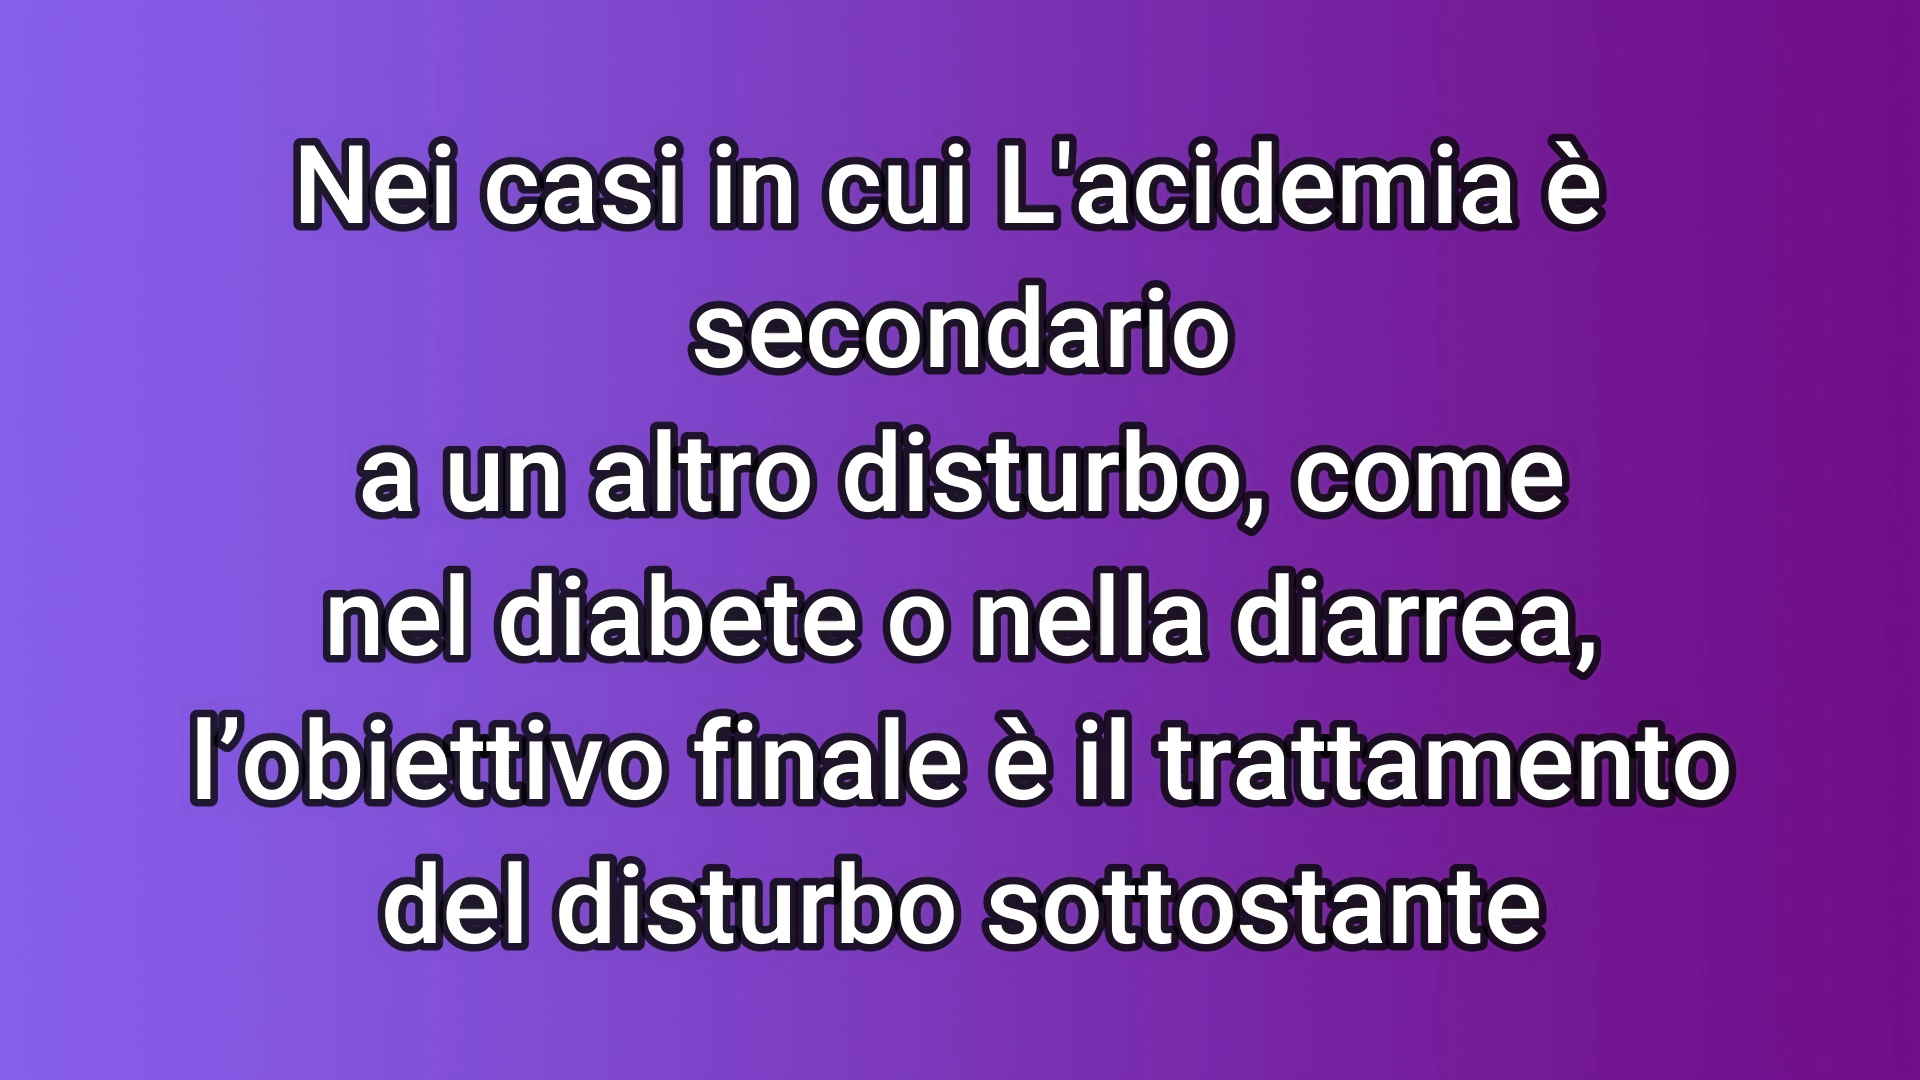 Nei casi in cui L'acidemia è
secondario
a un altro disturbo, come
nel diabete o nella diarrea,
l’obiettivo finale è il trattamento
del disturbo sottostante